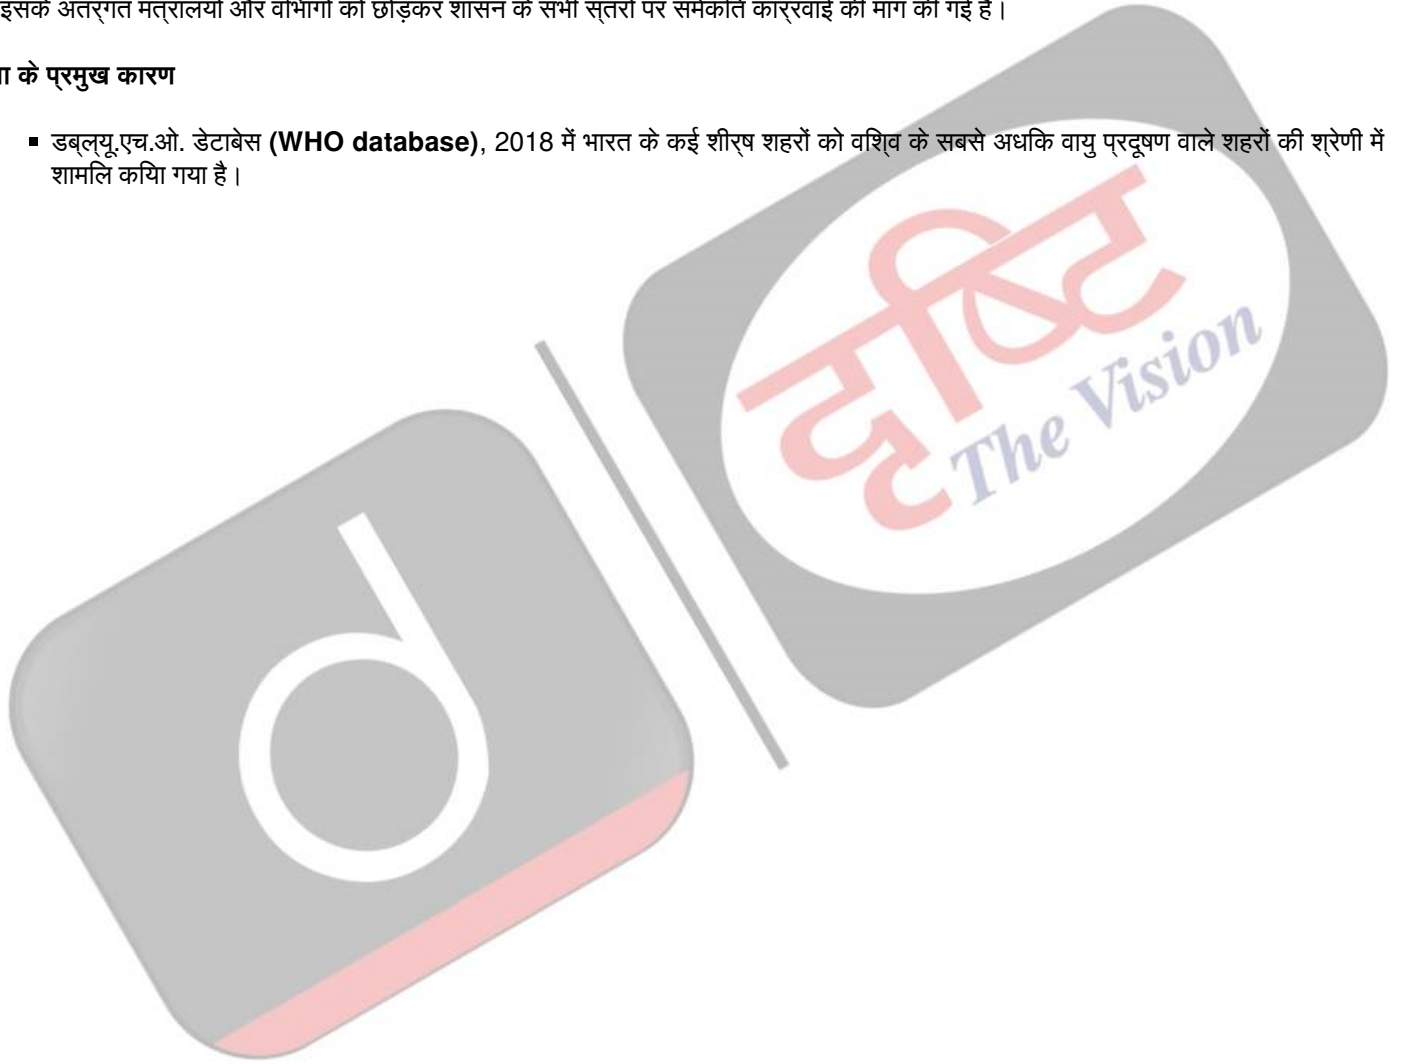 इसके अंतर्गत मंत्रालयों और विभागों को छोड़कर शासन के सभी स्तरों पर समेकित कार्रवाई की मांग की गई है।
के प्रमुख कारण
▪ डब्ल्यू.एच.ओ. डेटाबेस (WHO database), 2018 में भारत के कई शीर्ष शहरों को विश्व के सबसे अधिक वायु प्रदूषण वाले शहरों की श्रेणी में
शामिल किया गया है।
दृष्टि
The Vision
d